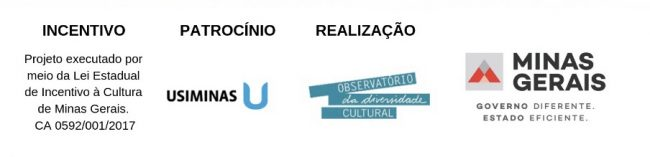 INCENTIVO
Projeto executado por
meio da Lei Estadual
de Incentivo à Cultura
de Minas Gerais.
CA 0592/001/2017
PATROCÍNIO
USIMINAS
REALIZAÇÃO
OBSERVATÓRIO
da diversidade
CULTURAL
MINAS
GERAIS
GOVERNO DIFERENTE.
ESTADO EFICIENTE.